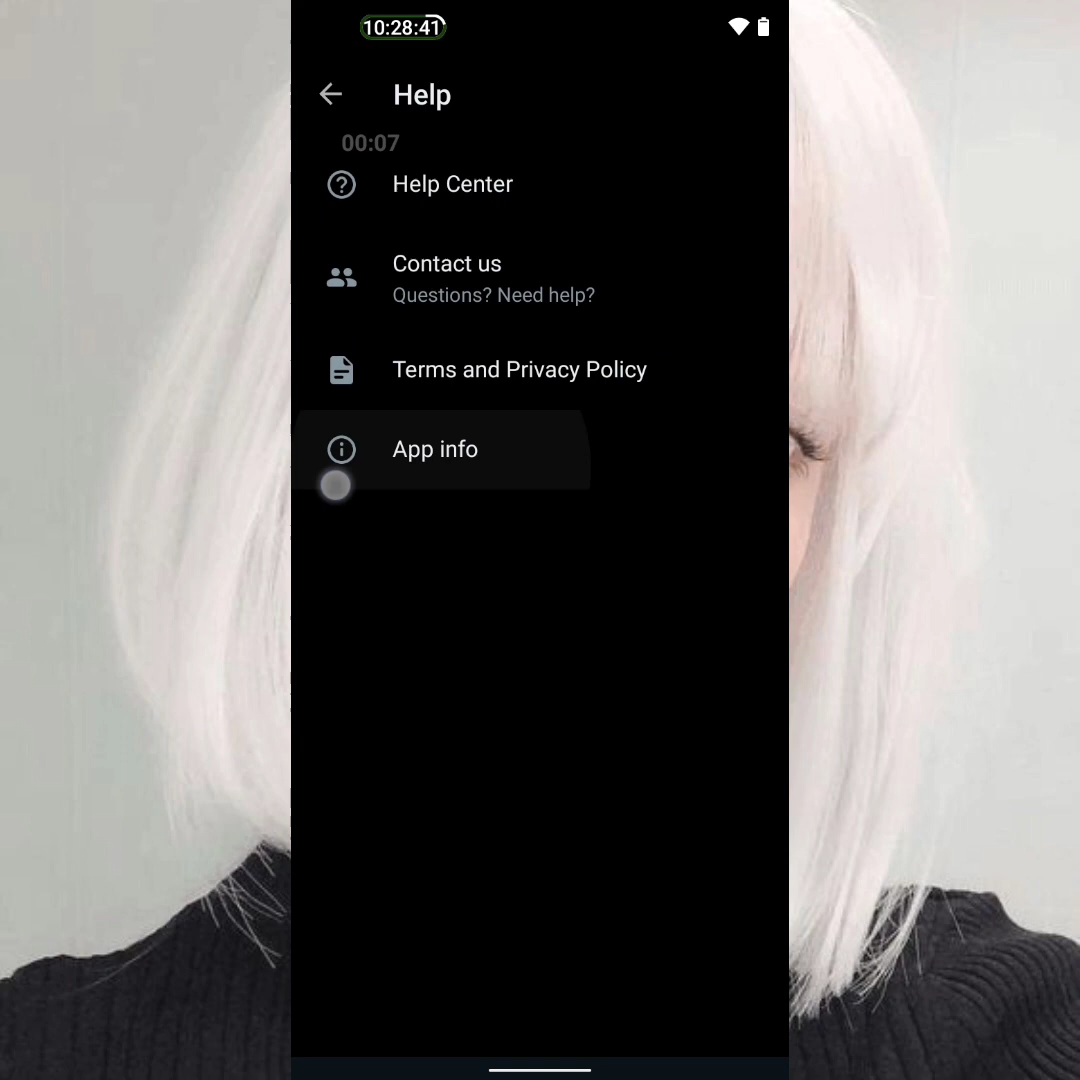 10:28:41
Help
00:07
Help Center
Contact us
Questions? Need help?
Terms and Privacy Policy
App info